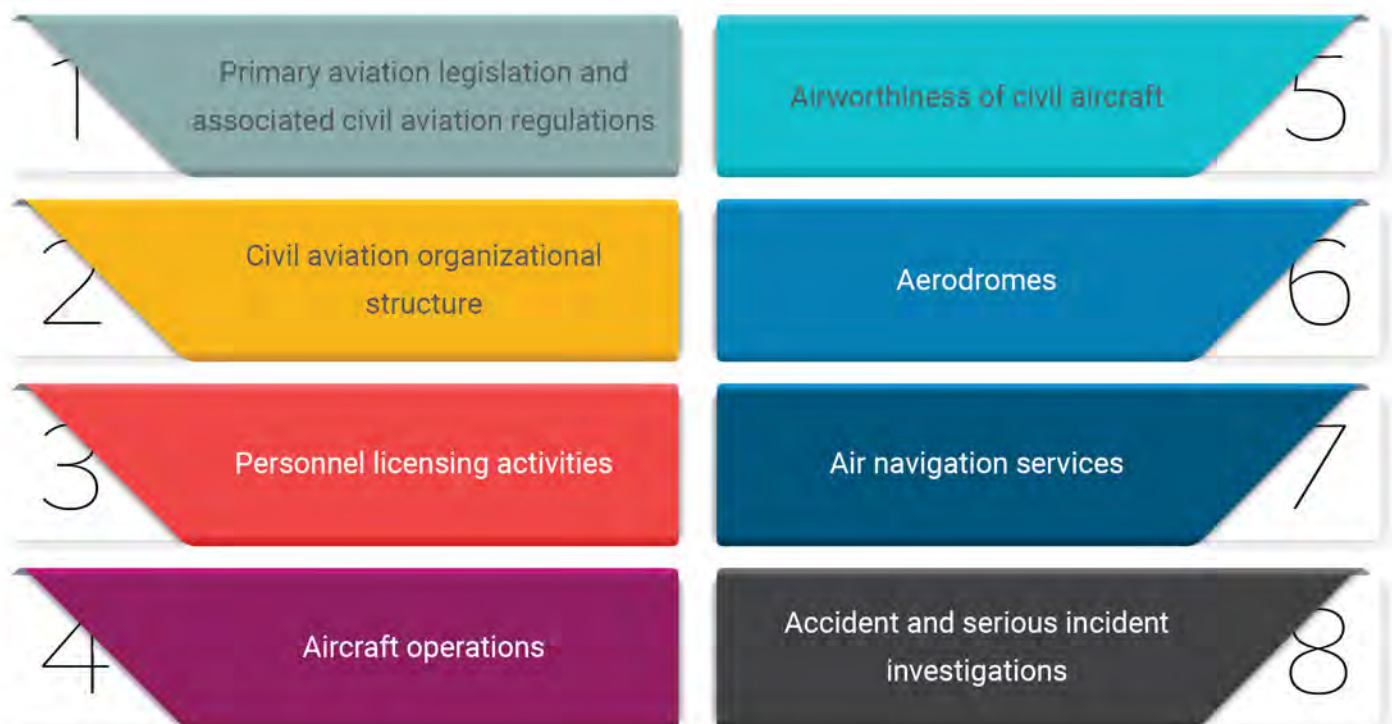 1
Primary aviation legislation and
associated civil aviation regulations
2
Civil aviation organizational
structure
3
Personnel licensing activities
4
Aircraft operations
5
Airworthiness of civil aircraft
6
Aerodromes
7
Air navigation services
8
Accident and serious incident
investigations